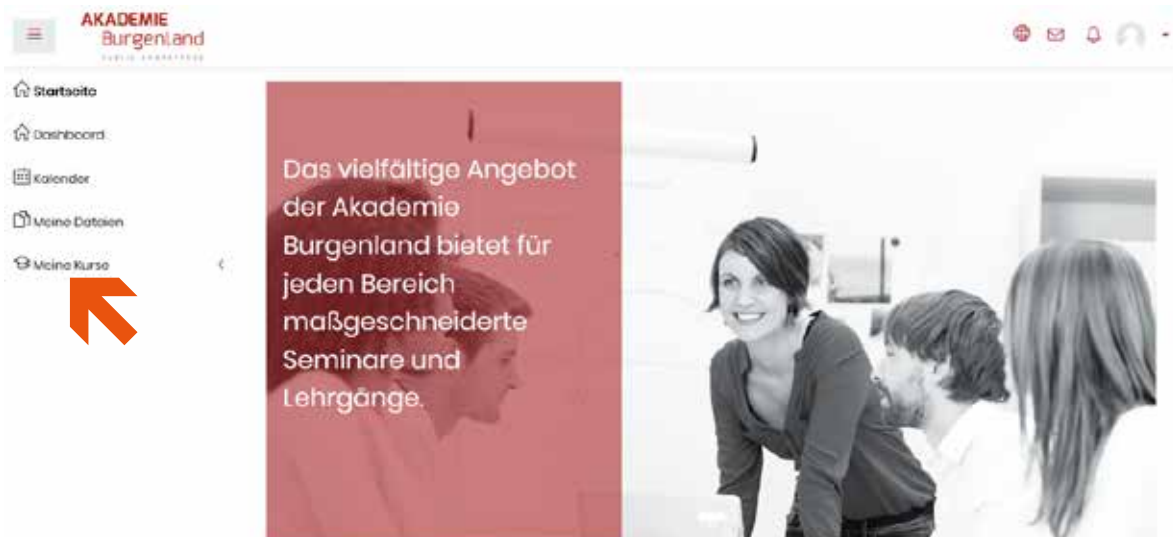 AKADEMIE
Burgenland
Startseite
Dashboard
Kalender
Meine Dateien
Meine Kurse
Das vielfältige Angebot
der Akademie
Burgenland bietet für
jeden Bereich
maßgeschneiderte
Seminare und
Lehrgänge.